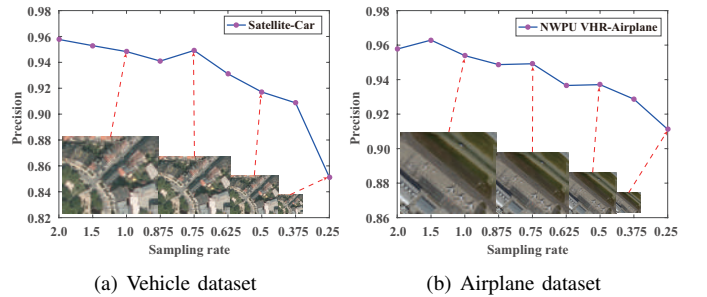 Satellite-Car
0.98
0.96
0.94
0.92
0.90
0.88
0.86
0.84
0.82
Precision
2.0 1.5 1.0 0.875 0.75 0.625 0.5 0.375 0.25
Sampling rate
(a) Vehicle dataset
NWPU VHR-Airplane
0.98
0.96
0.94
0.92
0.90
0.88
0.86
Precision
2.0 1.5 1.0 0.875 0.75 0.625 0.5 0.375 0.25
Sampling rate
(b) Airplane dataset